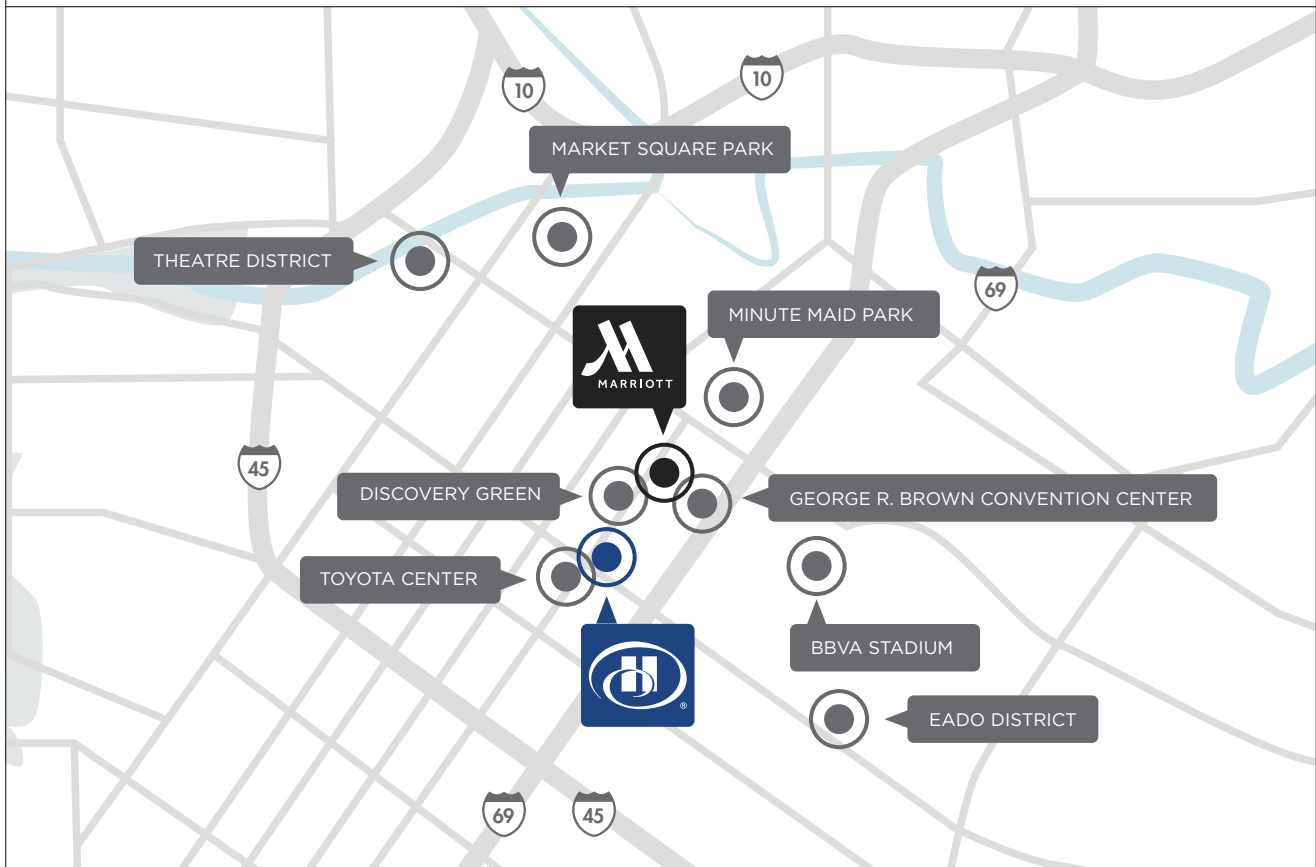 10
10
MARKET SQUARE PARK
THEATRE DISTRICT
69
MINUTE MAID PARK
MARRIOTT
45
DISCOVERY GREEN
GEORGE R. BROWN CONVENTION CENTER
TOYOTA CENTER
BBVA STADIUM
H
®
EADO DISTRICT
69
45